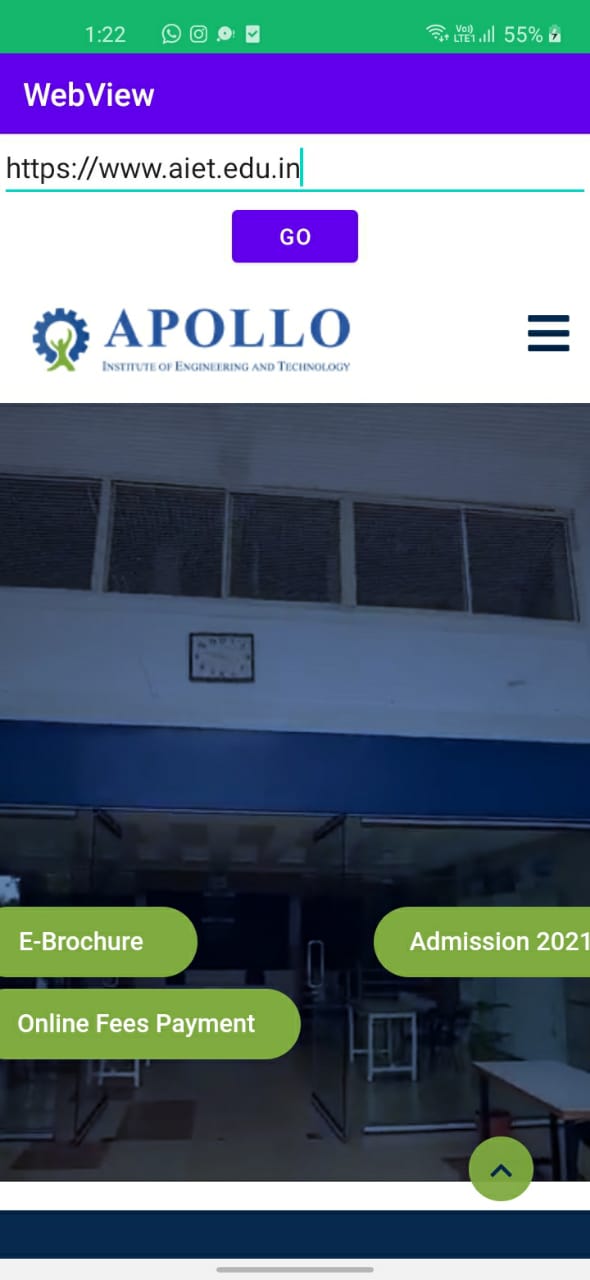 1:22
Vo)) LTE1 55%
WebView
https://www.aiet.edu.in
GO
APOLLO
INSTITUTE OF ENGINEERING AND TECHNOLOGY
E-Brochure
Admission 2021
Online Fees Payment